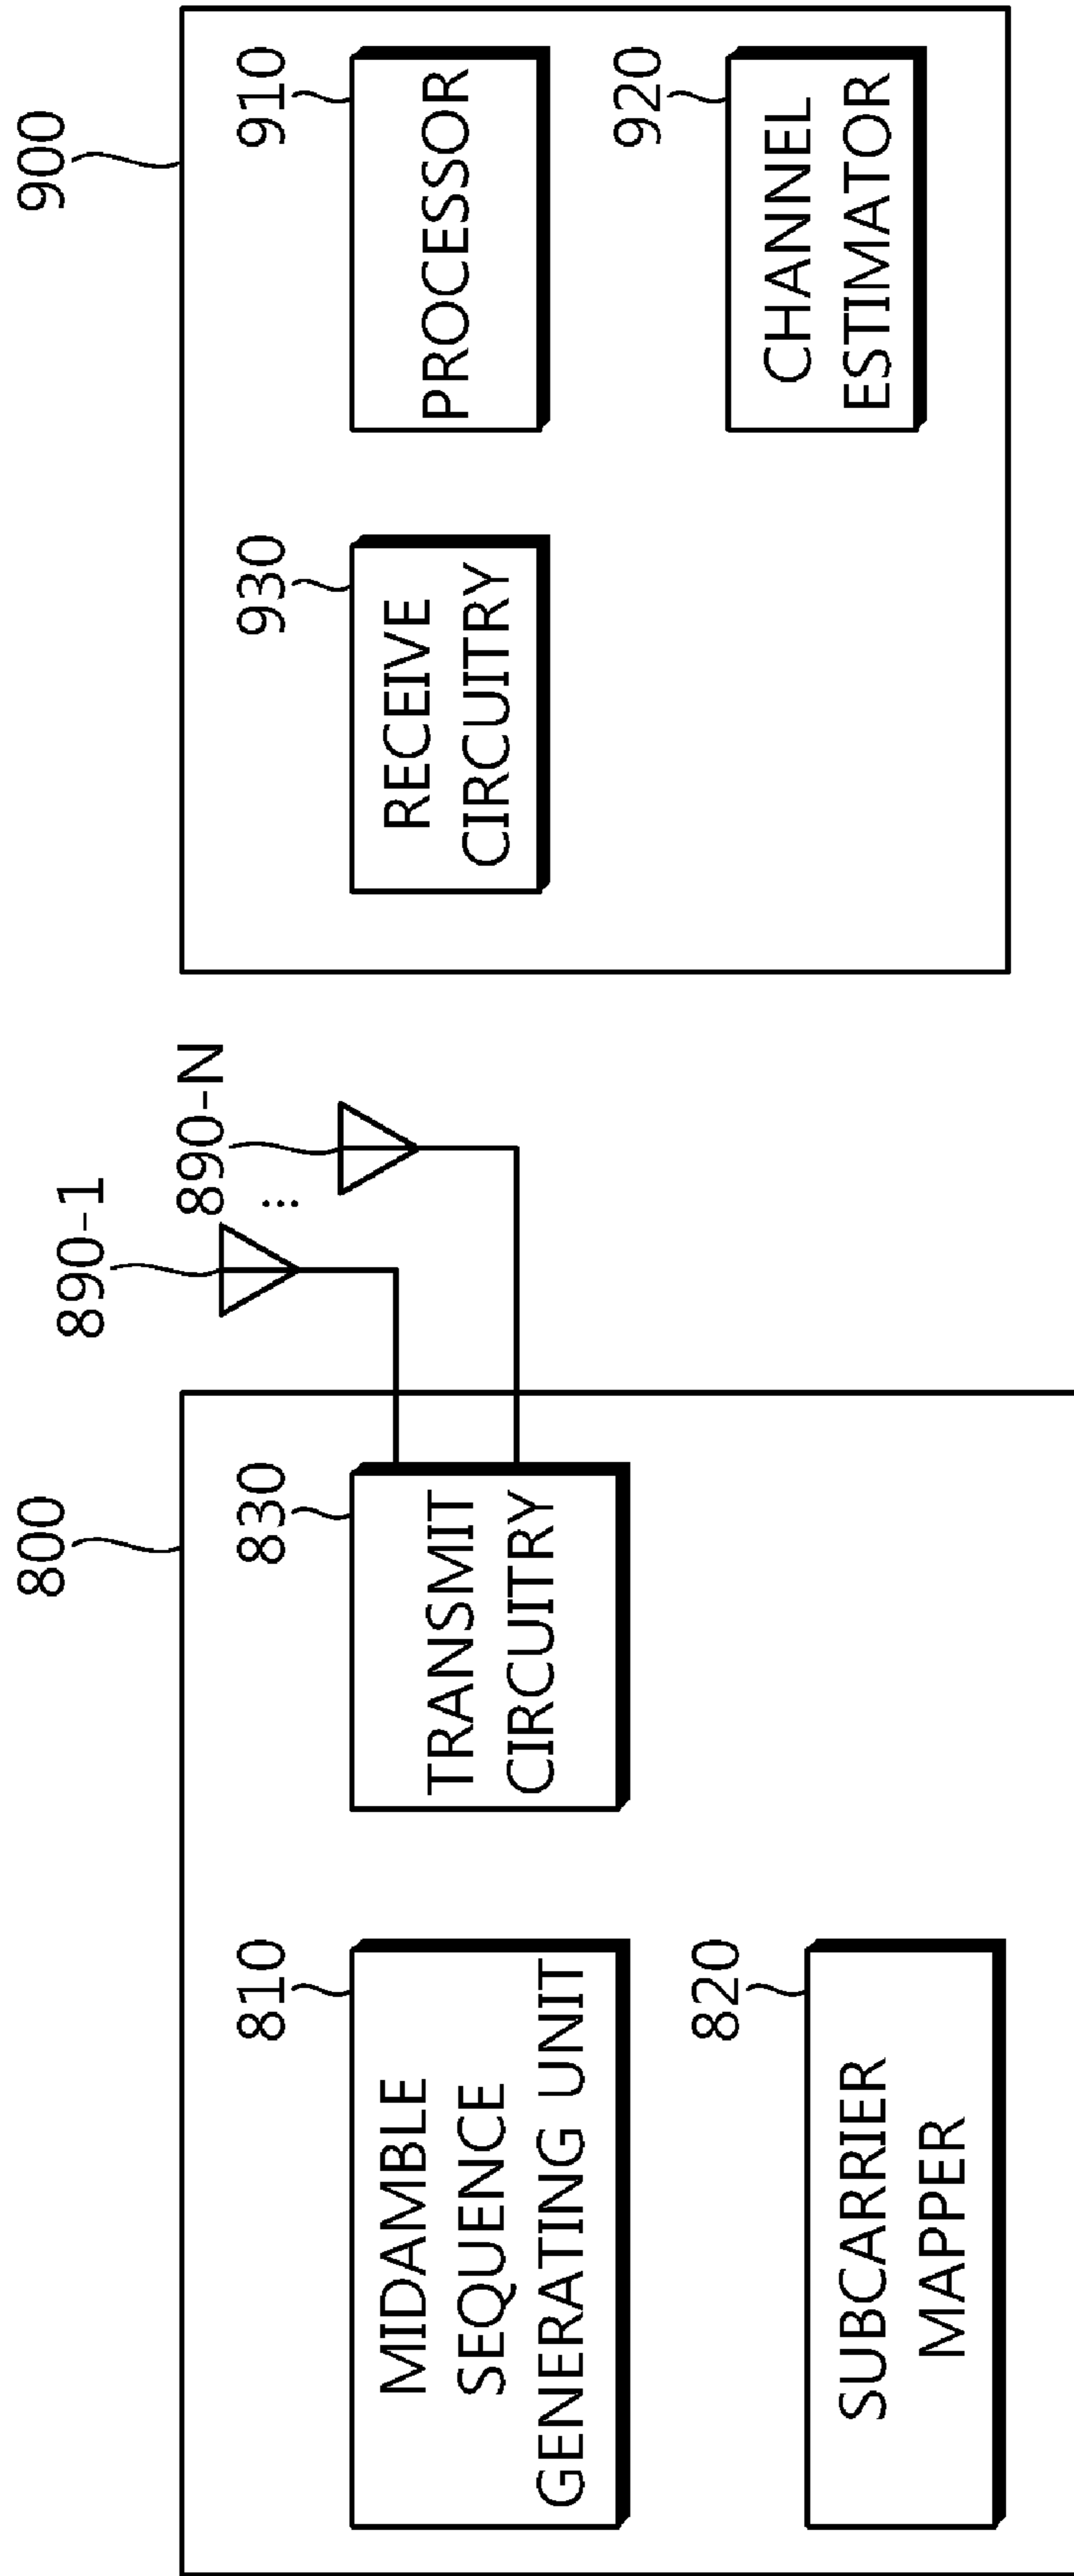 800
810
MIDAMBLE
SEQUENCE
GENERATING UNIT
820
SUBCARRIER
MAPPER
830
TRANSMIT
CIRCUITRY
890-1
...
890-N
900
930
RECEIVE
CIRCUITRY
910
PROCESSOR
920
CHANNEL
ESTIMATOR